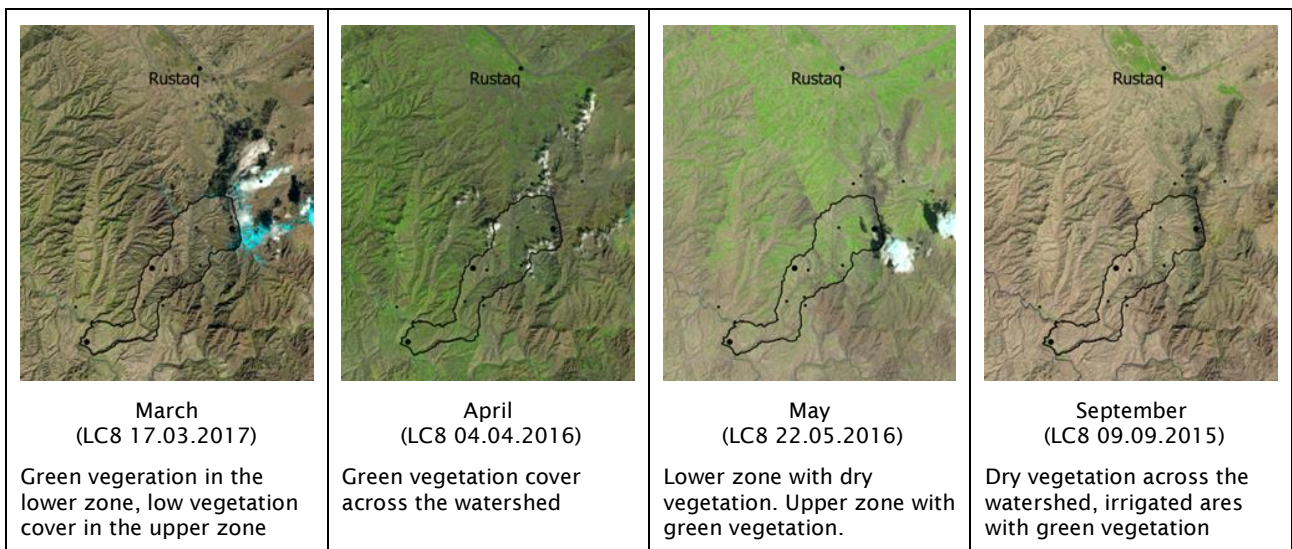 Rustaq
Rustaq
Rustaq
Rustaq
March
(LC8 17.03.2017)
Green vegeration in the
lower zone, low vegetation
cover in the upper zone
April
(LC8 04.04.2016)
Green vegetation cover
across the watershed
May
(LC8 22.05.2016)
Lower zone with dry
vegetation. Upper zone with
green vegetation.
September
(LC8 09.09.2015)
Dry vegetation across the
watershed, irrigated ares
with green vegetation